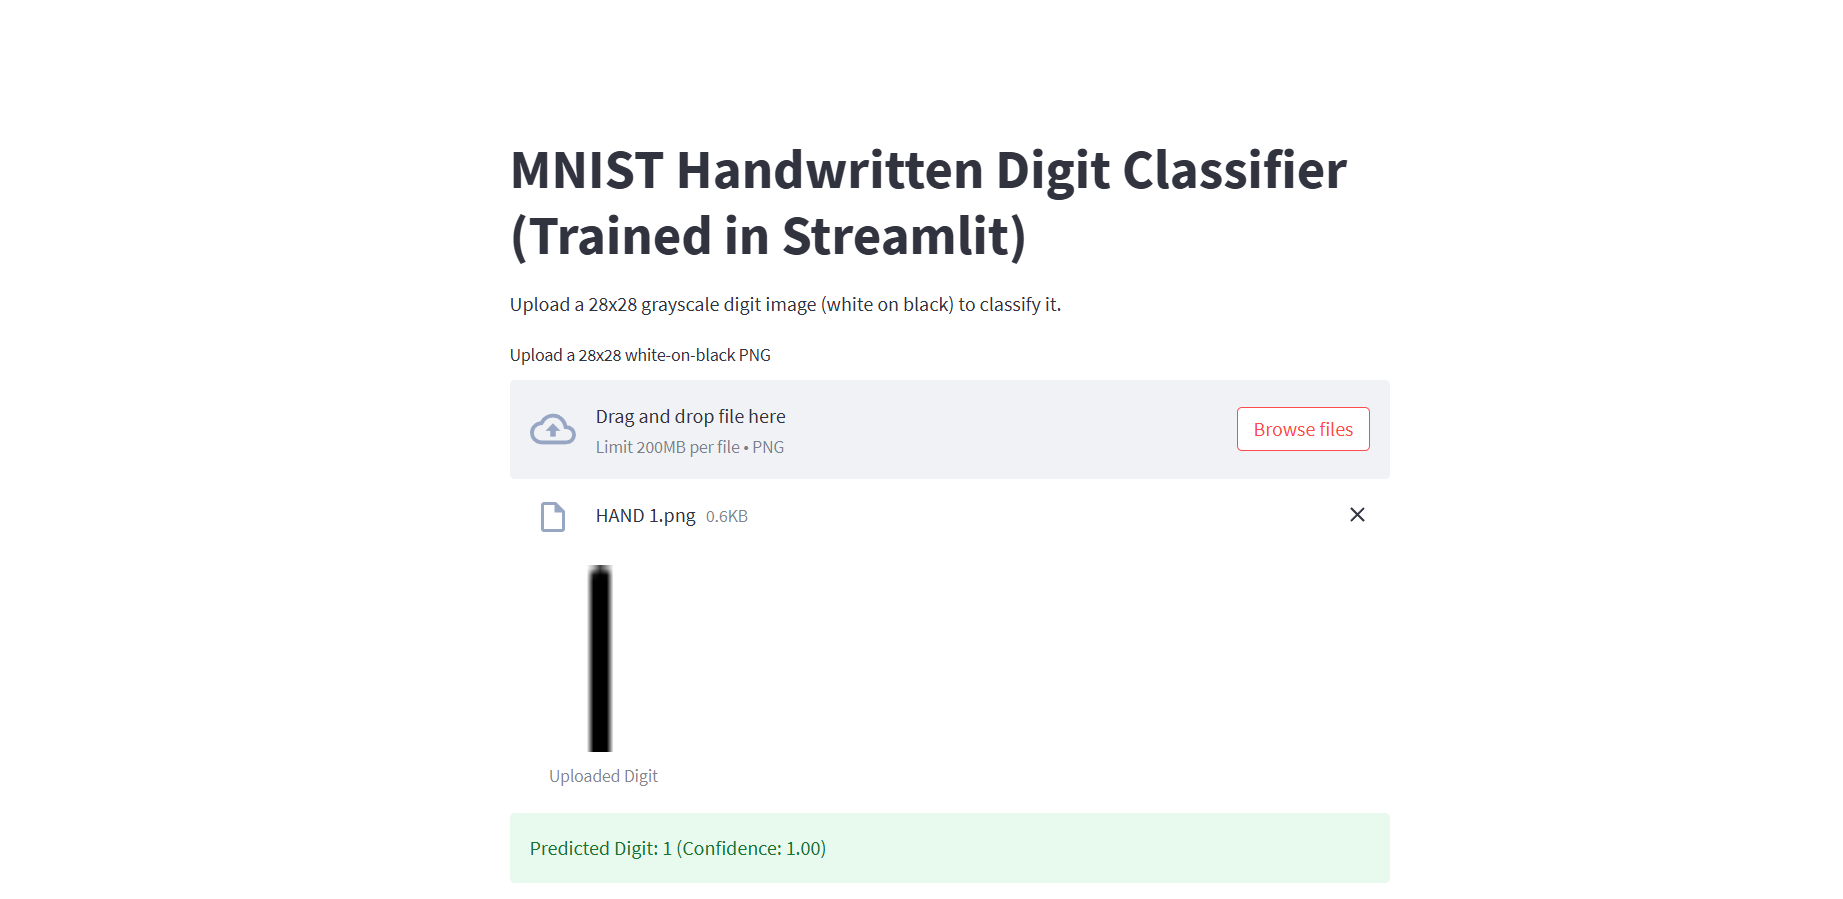 MNIST Handwritten Digit Classifier
(Trained in Streamlit)
Upload a 28x28 grayscale digit image (white on black) to classify it.
Upload a 28x28 white-on-black PNG
Drag and drop file here
Limit 200MB per file • PNG
Browse files
HAND 1.png 0.6KB
Uploaded Digit
Predicted Digit: 1 (Confidence: 1.00)